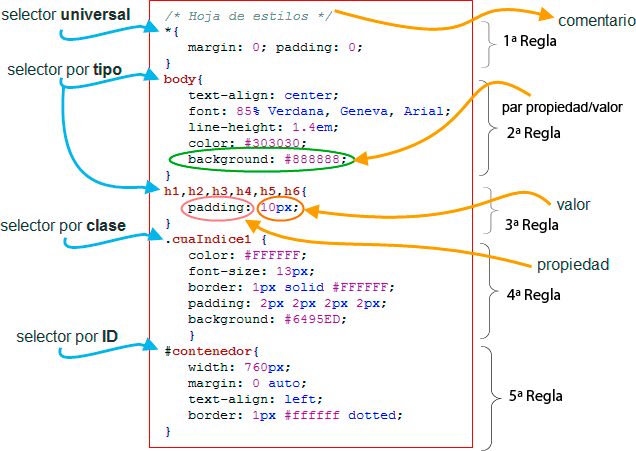 selector universal
/* Hoja de estilos */
comentario
*{
1ª Regla
margin: 0; padding: 0;
}
selector por tipo
body{
text-align: center;
font: 85% Verdana, Geneva, Arial;
par propiedad/valor
line-height: 1.4em;
2ª Regla
color: #303030;
background: #888888;
}
h1,h2,h3,h4,h5,h6{
padding: 10px;
valor
}
3ª Regla
selector por clase
.cuaIndice1 {
color: #FFFFFF;
propiedad
font-size: 13px;
border: 1px solid #FFFFFF;
4ª Regla
padding: 2px 2px 2px 2px;
background: #6495ED;
}
selector por ID
#contenedor{
width: 760px;
margin: 0 auto;
5ª Regla
text-align: left;
border: 1px #ffffff dotted;
}